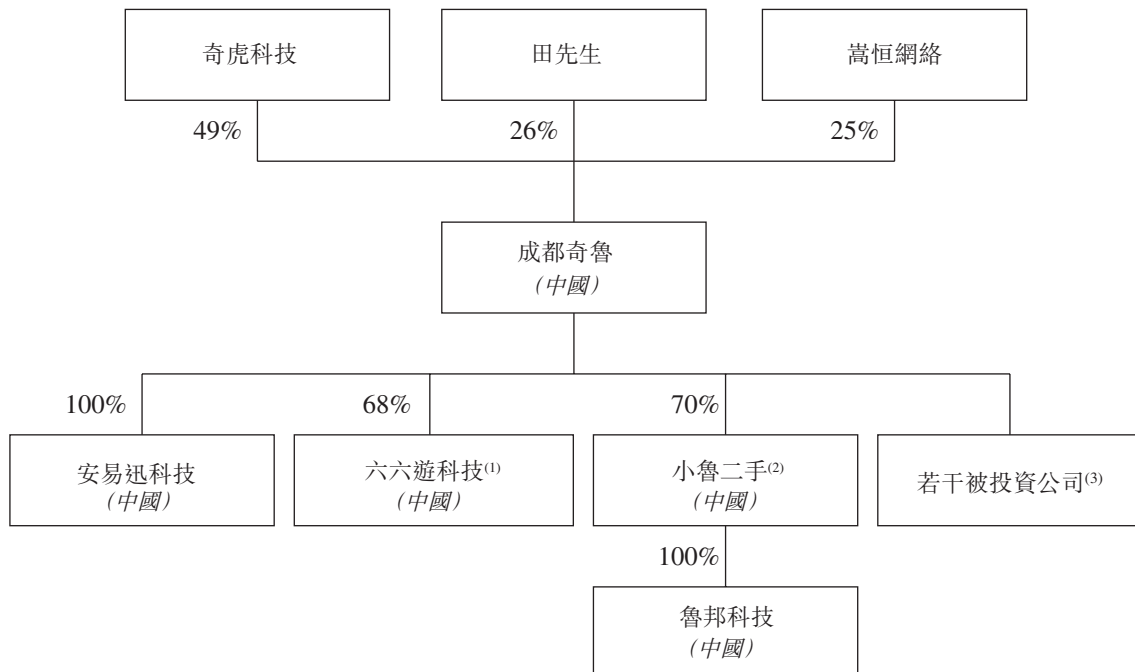 奇虎科技
田先生
嵩恒網絡
49%
26%
25%
成都奇魯
（中國）
100%
68%
70%
安易迅科技
（中國）
六六遊科技(1)
（中國）
小魯二手(2)
（中國）
若干被投資公司(3)
100%
魯邦科技
（中國）